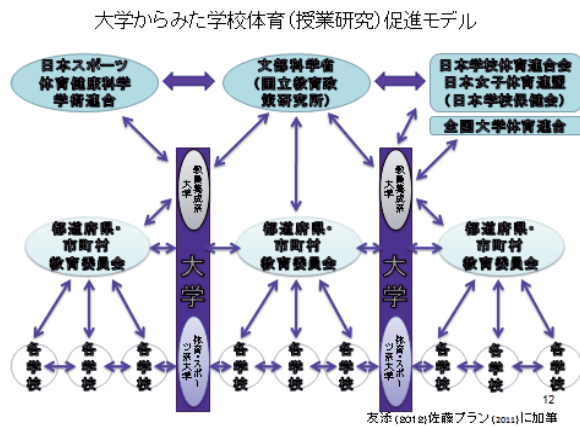 大学からみた学校体育(授業研究)促進モデル
日本スポーツ
体育健康科学
学術連合
文部科学省
(国立教育政
策研究所)
日本学校体育連合会
日本女子体育連盟
(日本学校保健会)
全国大学体育連合
教員養成系
大学
教員養成系
大学
都道府県・
市町村
教育委員会
都道府県・
市町村
教育委員会
都道府県・
市町村
教育委員会
大学
大学
各学校
各学校
各学校
体育・スポー
ツ系大学
各学校
各学校
各学校
体育・スポー
ツ系大学
各学校
各学校
各学校
12
友添(2012)佐藤プラン(2011)に加筆